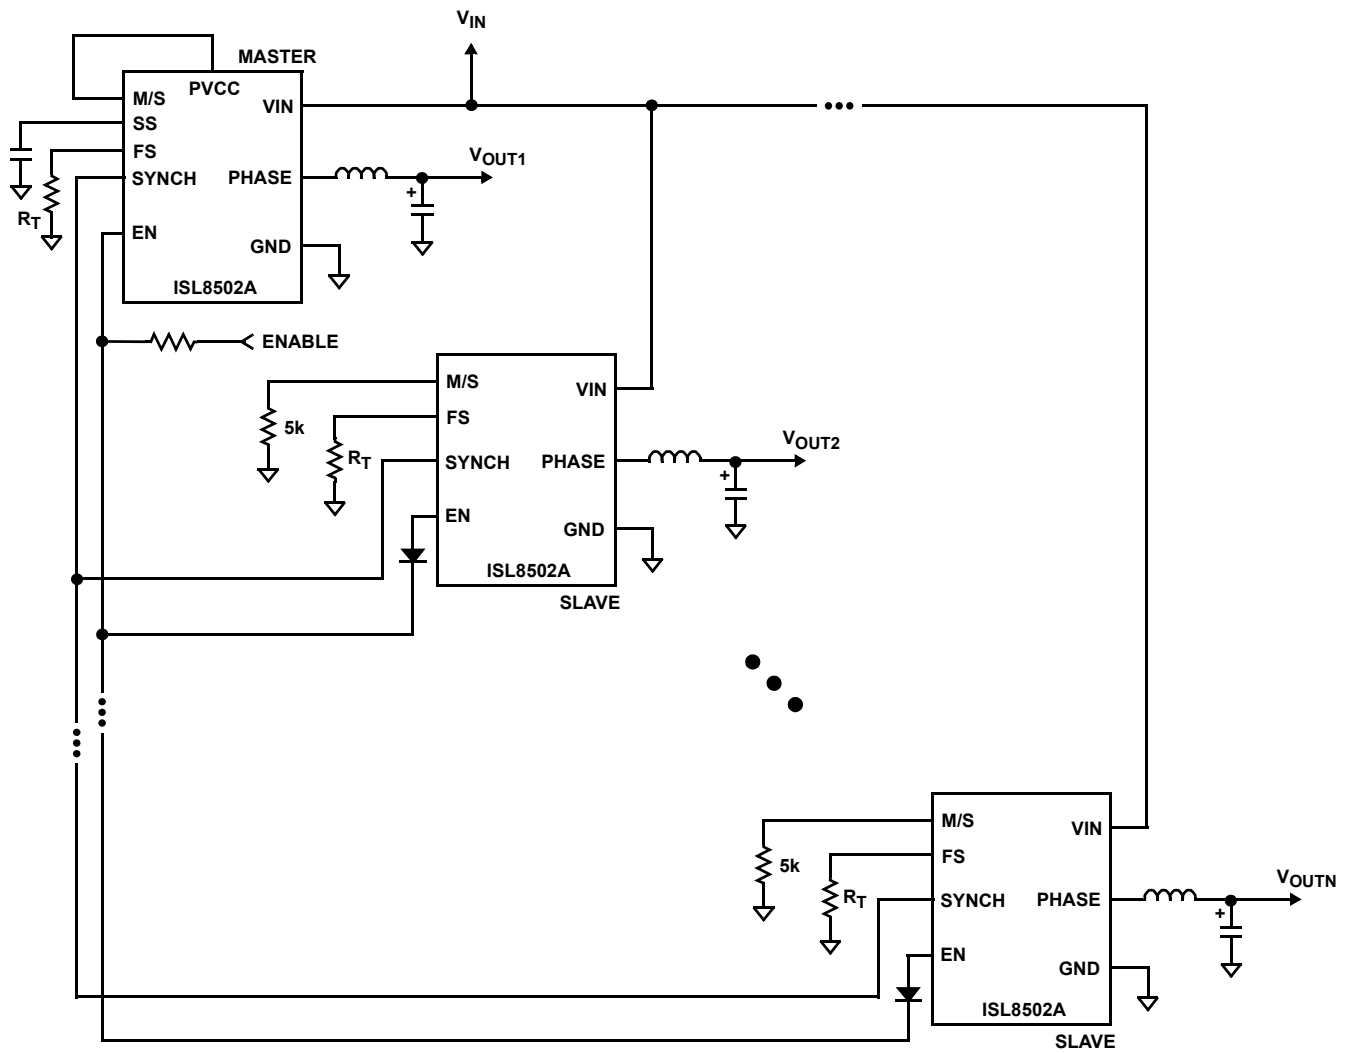 VIN
MASTER
PVCC
M/S
VIN
SS
FS
SYNCH
PHASE
VOUT1
+
RT
EN
GND
ISL8502A
ENABLE
M/S
VIN
FS
5k
RT
SYNCH
PHASE
VOUT2
+
EN
GND
ISL8502A
SLAVE
M/S
VIN
FS
5k
RT
SYNCH
PHASE
VOUTN
+
EN
GND
ISL8502A
SLAVE